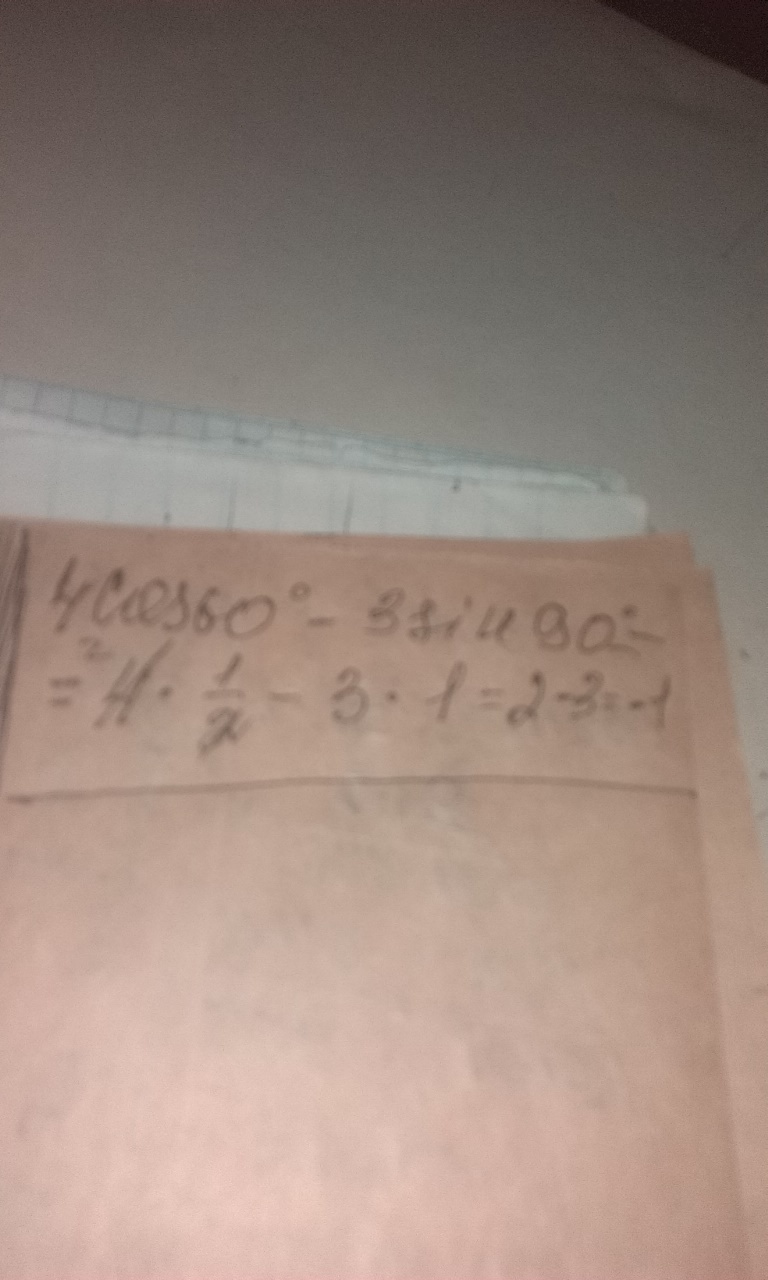 4cos60° - 3sin90° =
= 4 · 1/2 - 3 · 1 = 2-3=-1